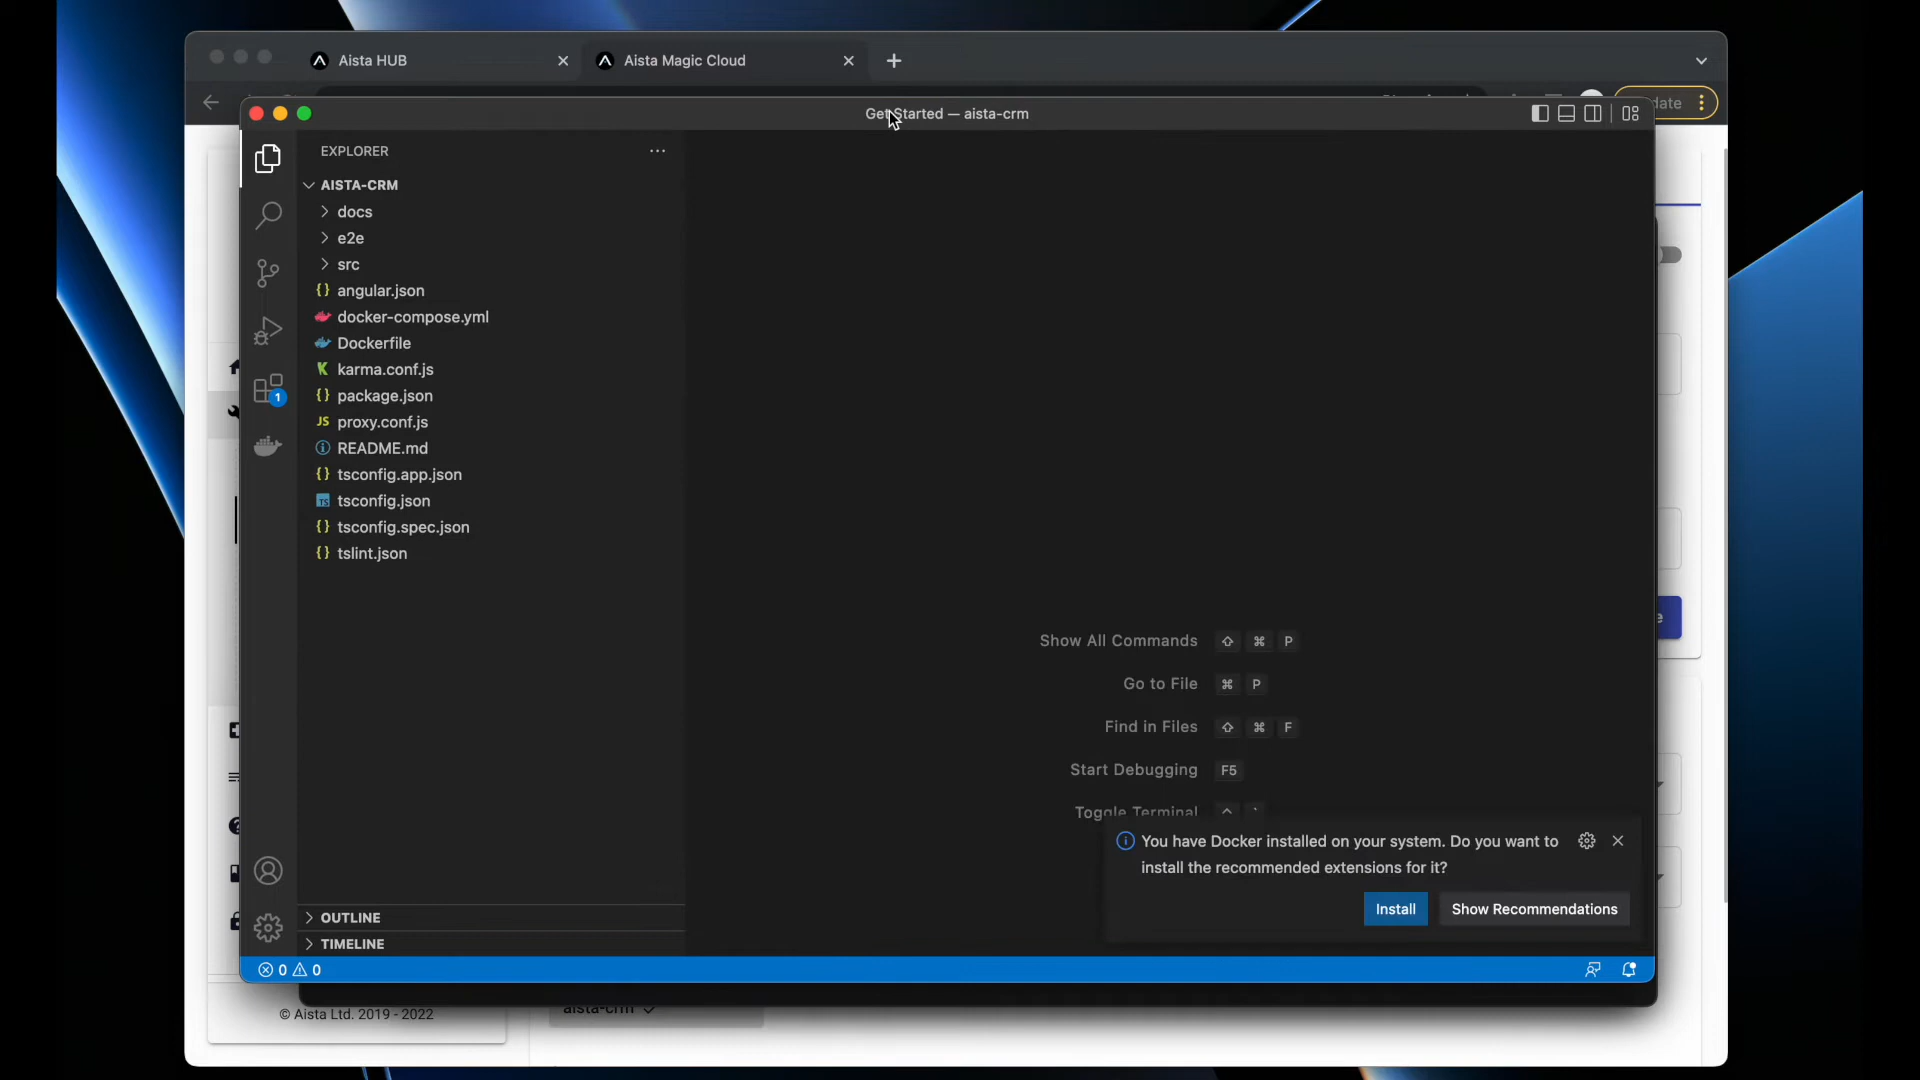 Aista HUB
Aista Magic Cloud
date
Get Started — aista-crm
EXPLORER
AISTA-CRM
docs
e2e
src
angular.json
docker-compose.yml
Dockerfile
karma.conf.js
package.json
JS proxy.conf.js
README.md
tsconfig.app.json
TS tsconfig.json
tsconfig.spec.json
tslint.json
1
Show All Commands ⇧ ⌘ P
Go to File ⌘ P
Find in Files ⇧ ⌘ F
Start Debugging F5
Toggle Terminal ^ `
You have Docker installed on your system. Do you want to
install the recommended extensions for it?
Install Show Recommendations
OUTLINE
TIMELINE
0 0
e
© Aista Ltd. 2019 - 2022
aista-crm